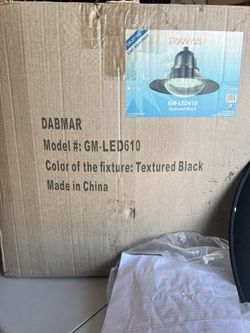 DABMAR
GM-LED610
Textured Black
DABMAR
Model #: GM-LED610
Color of the fixture: Textured Black
Made in China